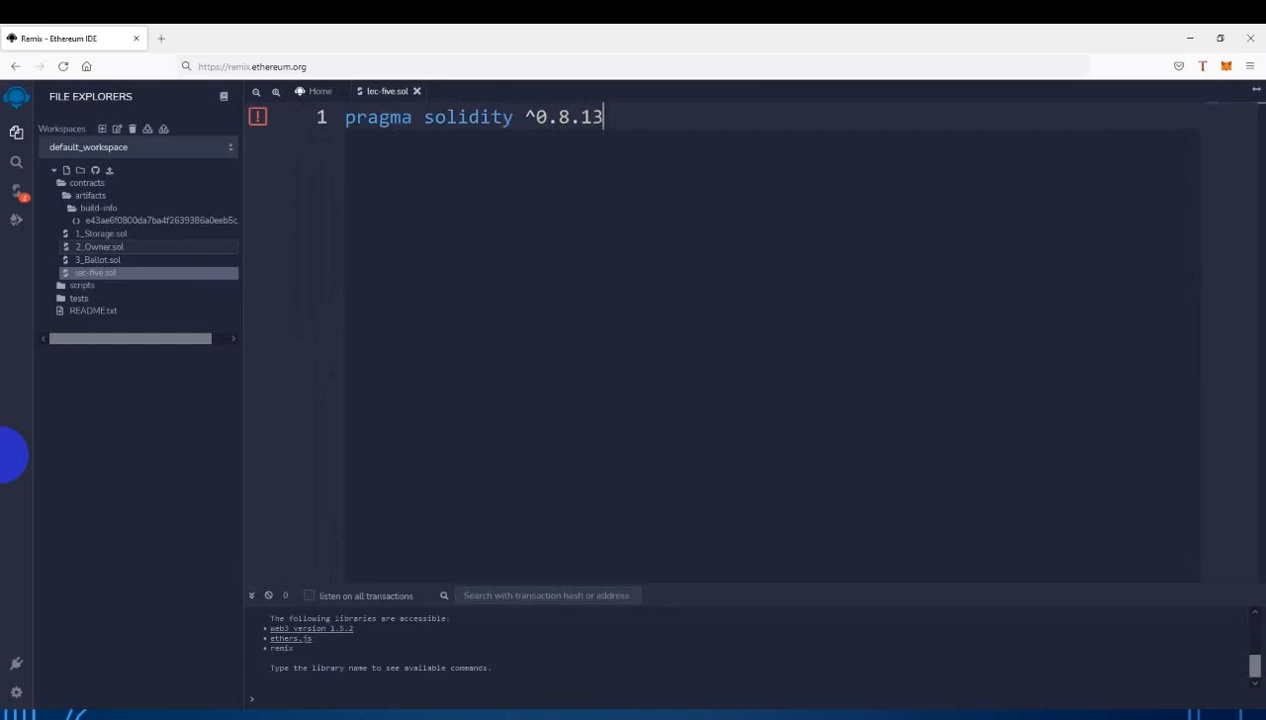 Remix - Ethereum IDE
https://remix.ethereum.org
FILE EXPLORERS
Home
lec-five.sol
Workspaces
default_workspace
1
pragma solidity ^0.8.13
contracts
artifacts
build-info
e43ae6f0800da7ba4f2639386a0eeb5c.
1_Storage.sol
2_Owner.sol
3_Ballot.sol
lec-five.sol
scripts
tests
README.txt
0
listen on all transactions
Search with transaction hash or address
The following libraries are accessible:
• web3 version 1.5.2
• ethers.js
• remix
Type the library name to see available commands.
>